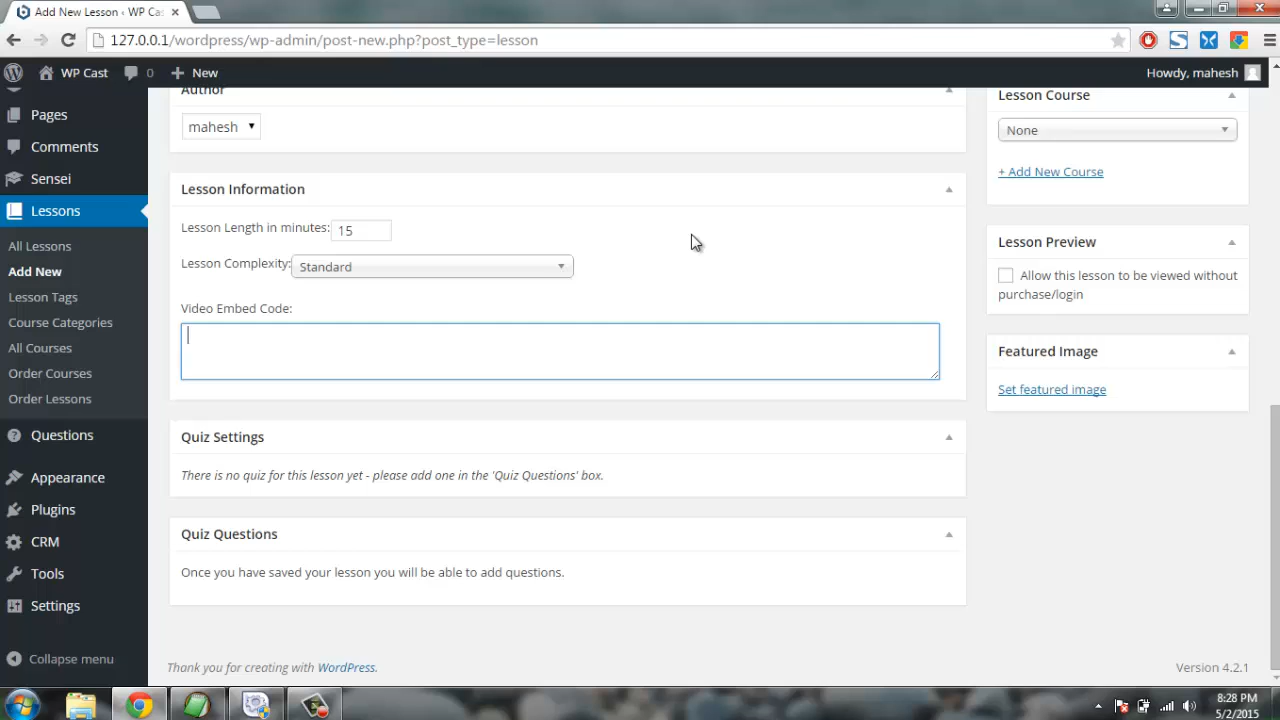 Add New Lesson ‹ WP Cas
127.0.0.1/wordpress/wp-admin/post-new.php?post_type=lesson
WP Cast
0
New
Howdy, mahesh
Pages
Comments
Sensei
Lessons
All Lessons
Add New
Lesson Tags
Course Categories
All Courses
Order Courses
Order Lessons
Questions
Appearance
Plugins
CRM
Tools
Settings
Collapse menu
Author
mahesh
Lesson Information
Lesson Length in minutes: 15
Lesson Complexity: Standard
Video Embed Code:
Quiz Settings
There is no quiz for this lesson yet - please add one in the 'Quiz Questions' box.
Quiz Questions
Once you have saved your lesson you will be able to add questions.
Lesson Course
None
+ Add New Course
Lesson Preview
Allow this lesson to be viewed without
purchase/login
Featured Image
Set featured image
Thank you for creating with WordPress.
Version 4.2.1
8:28 PM
5/2/2015